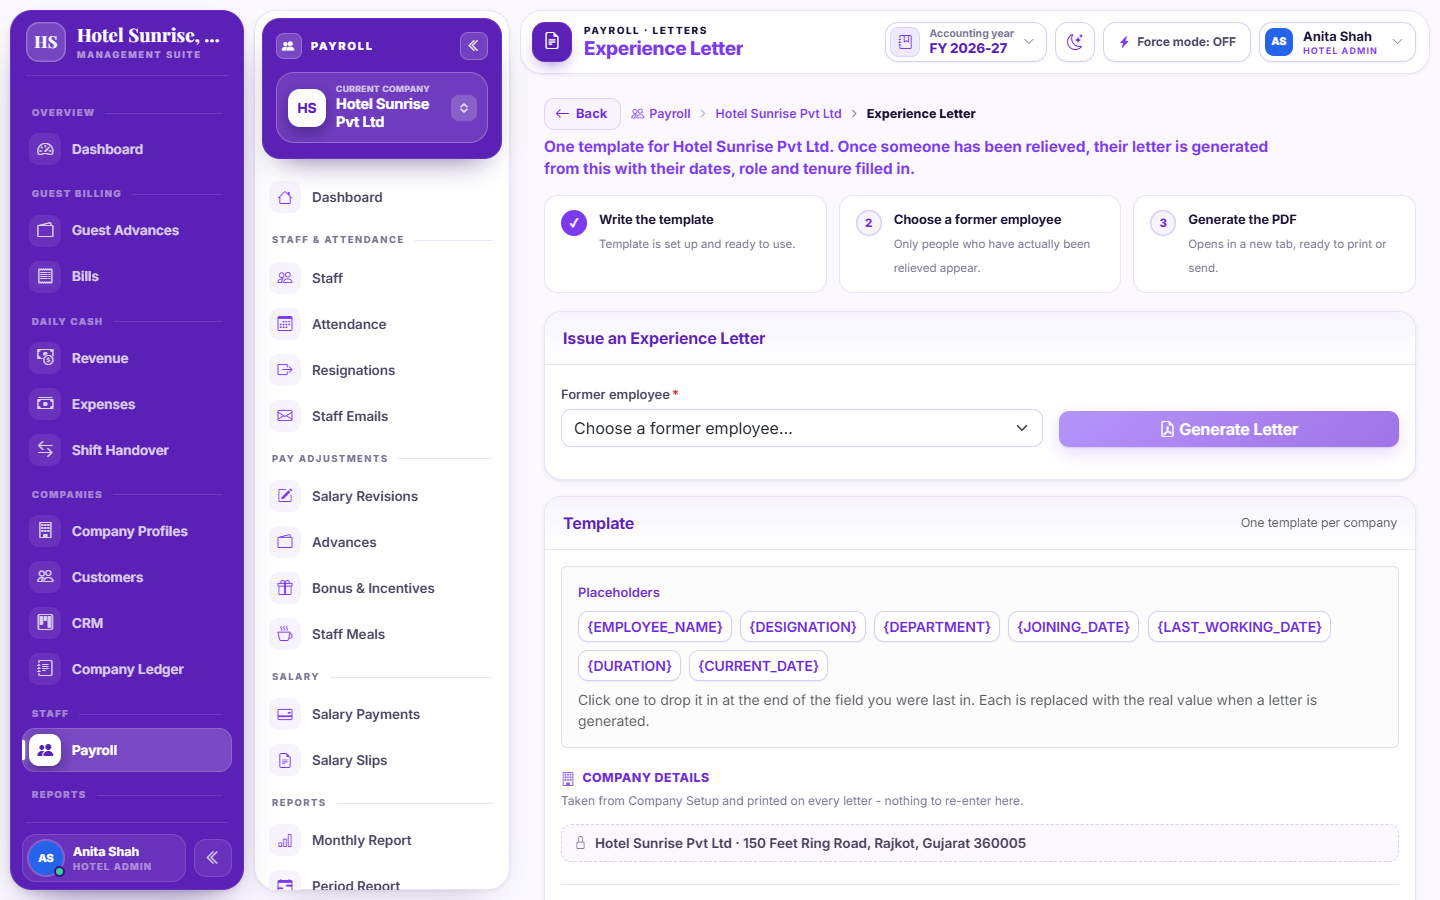 HS
Hotel Sunrise, ...
MANAGEMENT SUITE
OVERVIEW
Dashboard
GUEST BILLING
Guest Advances
Bills
DAILY CASH
Revenue
Expenses
Shift Handover
COMPANIES
Company Profiles
Customers
CRM
Company Ledger
STAFF
Payroll
REPORTS
AS
Anita Shah
HOTEL ADMIN
PAYROLL
HS
CURRENT COMPANY
Hotel Sunrise
Pvt Ltd
Dashboard
STAFF & ATTENDANCE
Staff
Attendance
Resignations
Staff Emails
PAY ADJUSTMENTS
Salary Revisions
Advances
Bonus & Incentives
Staff Meals
SALARY
Salary Payments
Salary Slips
REPORTS
Monthly Report
Period Report
PAYROLL · LETTERS
Experience Letter
Accounting year
FY 2026-27
Force mode: OFF
AS
Anita Shah
HOTEL ADMIN
Back
Payroll
Hotel Sunrise Pvt Ltd
Experience Letter
One template for Hotel Sunrise Pvt Ltd. Once someone has been relieved, their letter is generated
from this with their dates, role and tenure filled in.
Write the template
Template is set up and ready to use.
2
Choose a former employee
Only people who have actually been
relieved appear.
3
Generate the PDF
Opens in a new tab, ready to print or
send.
Issue an Experience Letter
Former employee *
Choose a former employee...
Generate Letter
Template
One template per company
Placeholders
{EMPLOYEE_NAME} {DESIGNATION} {DEPARTMENT} {JOINING_DATE} {LAST_WORKING_DATE}
{DURATION} {CURRENT_DATE}
Click one to drop it in at the end of the field you were last in. Each is replaced with the real value when a letter is
generated.
COMPANY DETAILS
Taken from Company Setup and printed on every letter - nothing to re-enter here.
Hotel Sunrise Pvt Ltd · 150 Feet Ring Road, Rajkot, Gujarat 360005